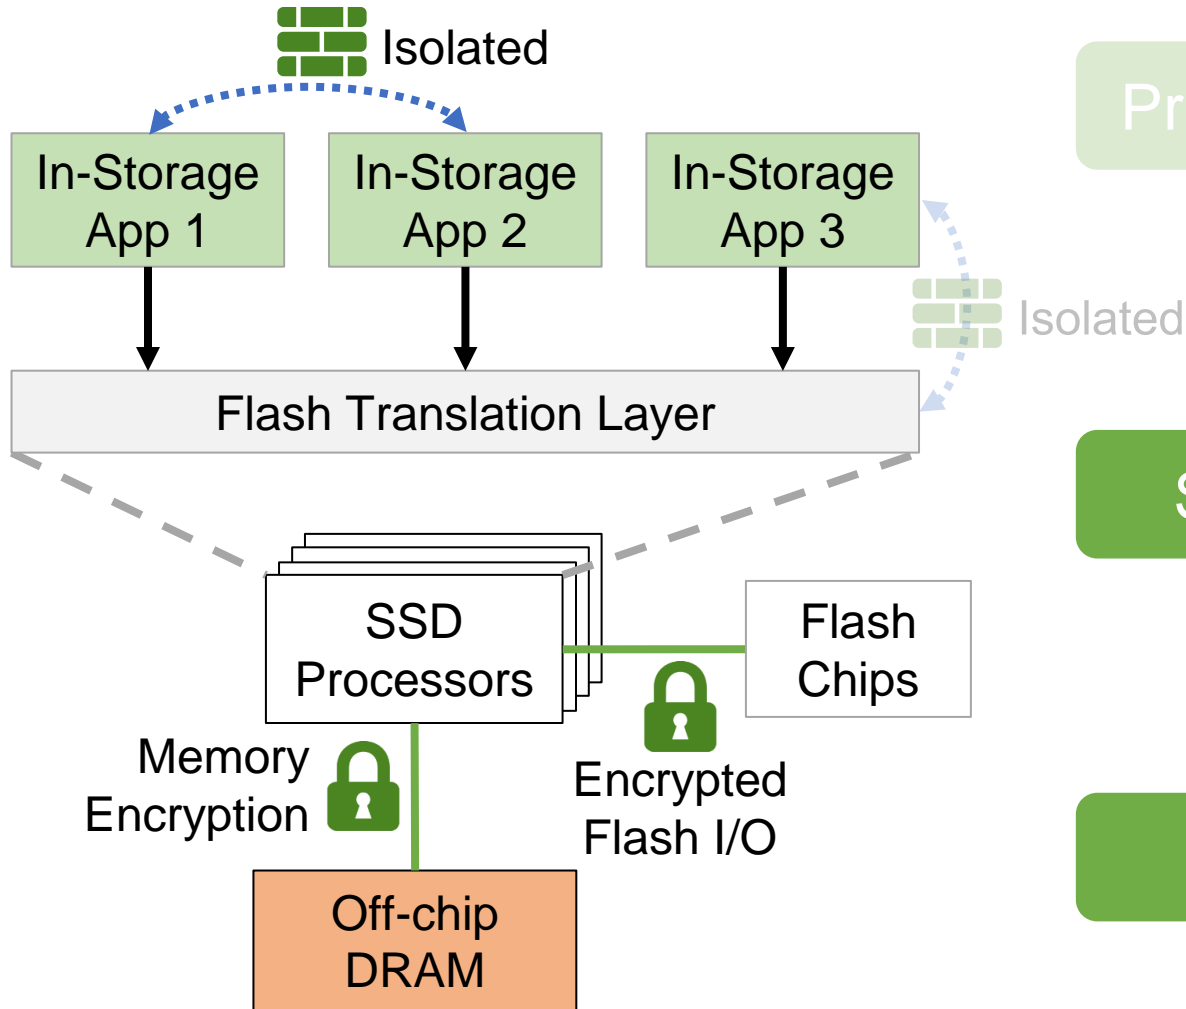 Isolated
In-Storage
App 1
In-Storage
App 2
In-Storage
App 3
Isolated
Flash Translation Layer
SSD
Processors
Flash
Chips
Memory
Encryption
Encrypted
Flash I/O
Off-chip
DRAM